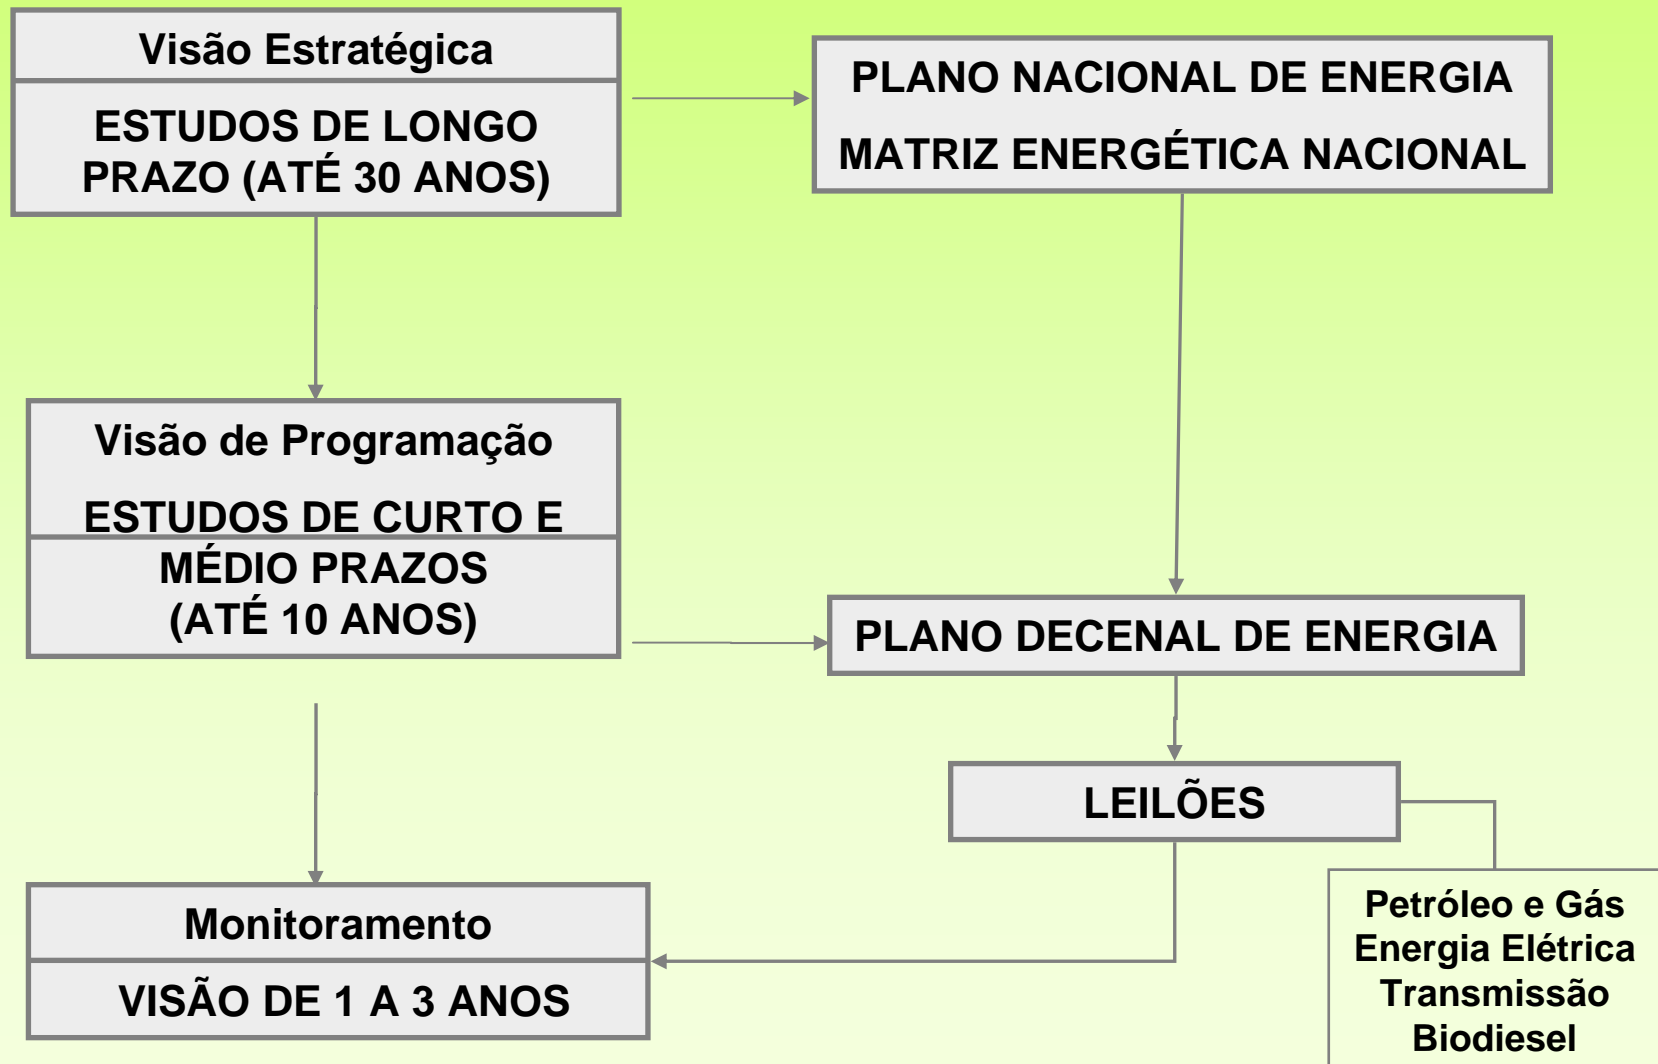 Visão Estratégica
ESTUDOS DE LONGO
PRAZO (ATÉ 30 ANOS)
PLANO NACIONAL DE ENERGIA
MATRIZ ENERGÉTICA NACIONAL
Visão de Programação
ESTUDOS DE CURTO E
MÉDIO PRAZOS
(ATÉ 10 ANOS)
PLANO DECENAL DE ENERGIA
LEILÕES
Petróleo e Gás
Energia Elétrica
Transmissão
Biodiesel
Monitoramento
VISÃO DE 1 A 3 ANOS